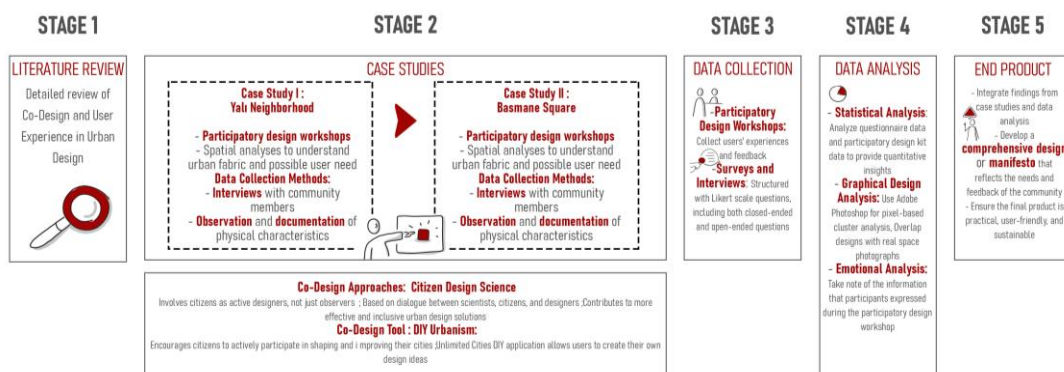 STAGE 1
LITERATURE REVIEW
Detailed review of
Co-Design and User
Experience in Urban
Design
STAGE 2
CASE STUDIES
Case Study I :
Yalı Neighborhood
- Participatory design workshops
- Spatial analyses to understand
urban fabric and possible user need
Data Collection Methods:
- Interviews with community
members
- Observation and documentation of
physical characteristics
Case Study II :
Basmane Square
- Participatory design workshops
- Spatial analyses to understand
urban fabric and possible user need
Data Collection Methods:
- Interviews with community
members
- Observation and documentation of
physical characteristics
Co-Design Approaches: Citizen Design Science
Involves citizens as active designers, not just observers ; Based on dialogue between scientists, citizens, and designers ;Contributes to more
effective and inclusive urban design solutions
Co-Design Tool : DIY Urbanism:
Encourages citizens to actively participate in shaping and i mproving their cities ;Unlimited Cities DIY application allows users to create their own
design ideas
STAGE 3
DATA COLLECTION
-Participatory
Design Workshops:
Collect users' experiences
and feedback
-Surveys and
Interviews: Structured
with Likert scale questions,
including both closed-ended
and open-ended questions
STAGE 4
DATA ANALYSIS
- Statistical Analysis:
Analyze questionnaire data
and participatory design kit
data to provide quantitative
insights
- Graphical Design
Analysis: Use Adobe
Photoshop for pixel-based
cluster analysis, Overlap
designs with real space
photographs
- Emotional Analysis:
Take note of the information
that participants expressed
during the participatory design
workshop
STAGE 5
END PRODUCT
- Integrate findings from
case studies and data
analysis
- Develop a
comprehensive design
or manifesto that
reflects the needs and
feedback of the community
- Ensure the final product is
practical, user-friendly, and
sustainable